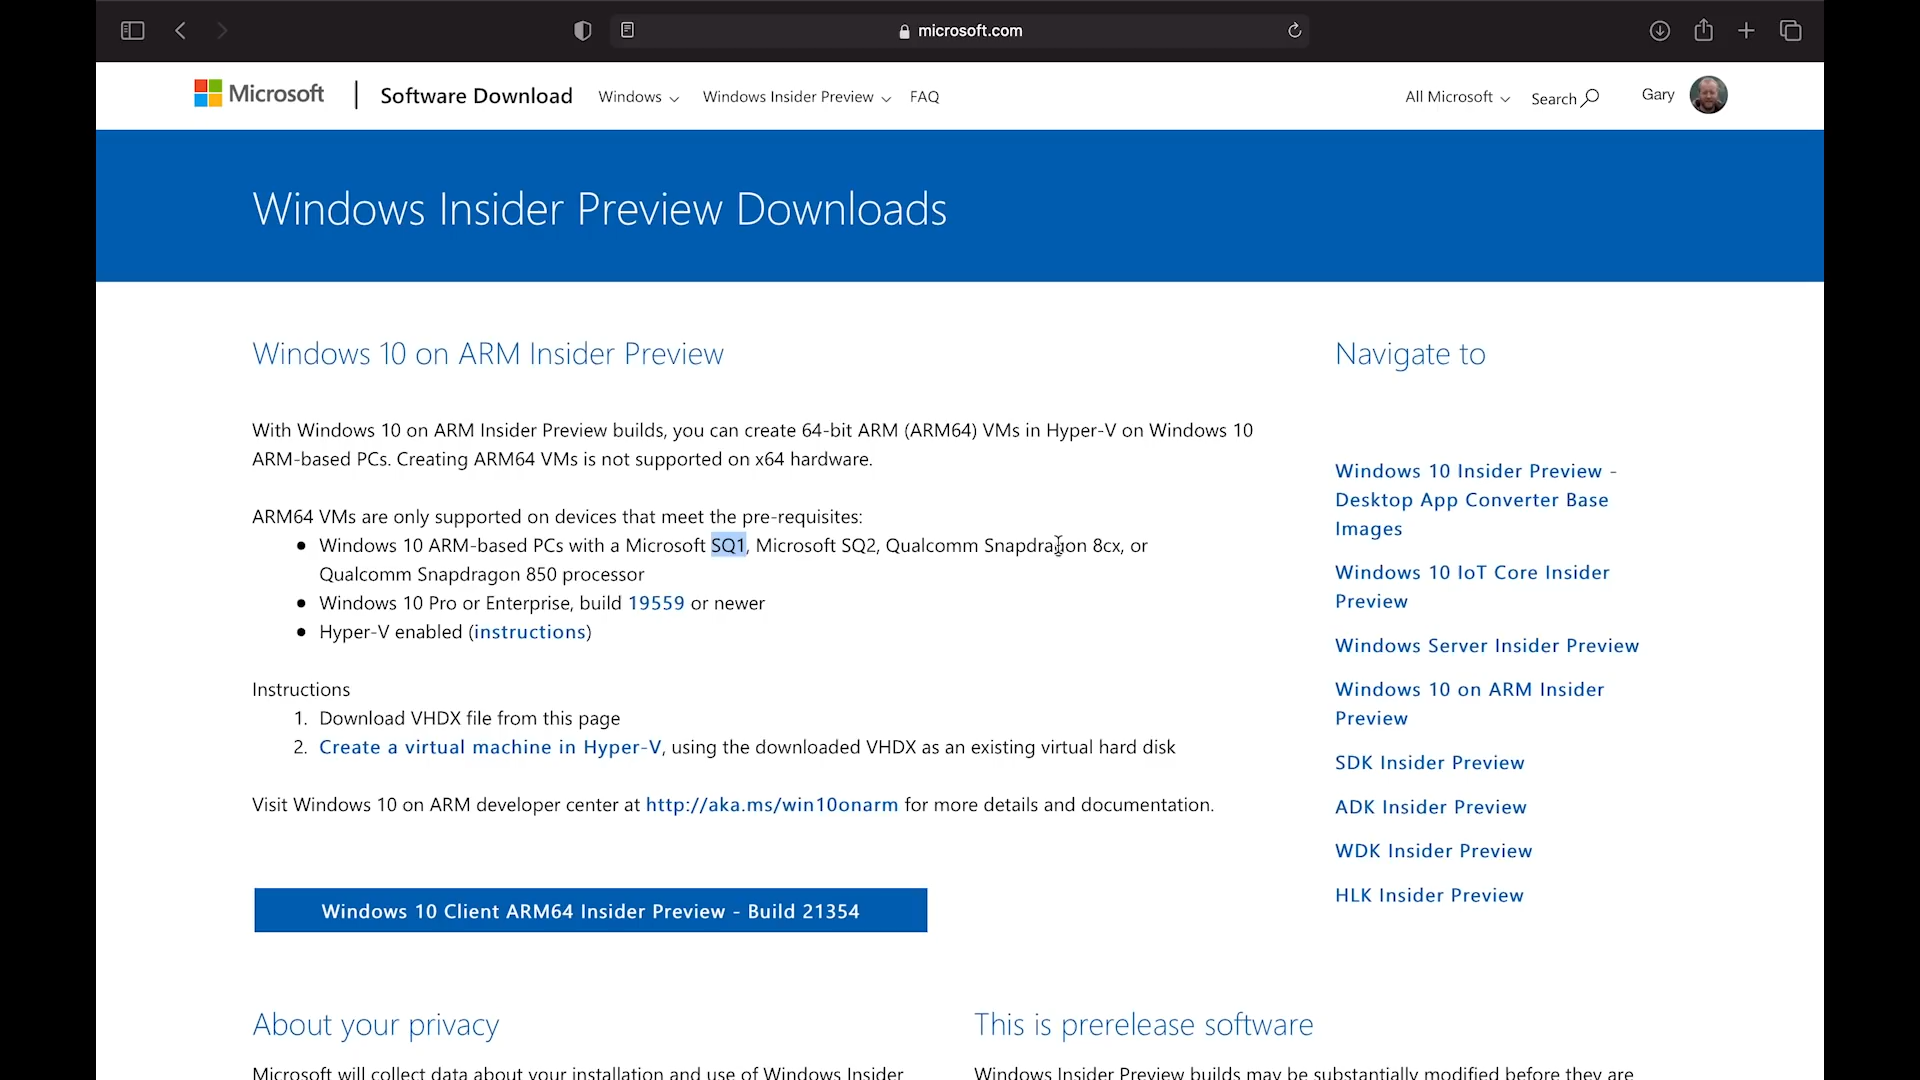 microsoft.com
Microsoft
Software Download
Windows
Windows Insider Preview
FAQ
All Microsoft
Search
Gary
Windows Insider Preview Downloads
Windows 10 on ARM Insider Preview
With Windows 10 on ARM Insider Preview builds, you can create 64-bit ARM (ARM64) VMs in Hyper-V on Windows 10
ARM-based PCs. Creating ARM64 VMs is not supported on x64 hardware.
ARM64 VMs are only supported on devices that meet the pre-requisites:
• Windows 10 ARM-based PCs with a Microsoft SQ1, Microsoft SQ2, Qualcomm Snapdragon 8cx, or
Qualcomm Snapdragon 850 processor
• Windows 10 Pro or Enterprise, build 19559 or newer
• Hyper-V enabled (instructions)
Instructions
1. Download VHDX file from this page
2. Create a virtual machine in Hyper-V, using the downloaded VHDX as an existing virtual hard disk
Visit Windows 10 on ARM developer center at http://aka.ms/win10onarm for more details and documentation.
Windows 10 Client ARM64 Insider Preview - Build 21354
Navigate to
Windows 10 Insider Preview -
Desktop App Converter Base
Images
Windows 10 IoT Core Insider
Preview
Windows Server Insider Preview
Windows 10 on ARM Insider
Preview
SDK Insider Preview
ADK Insider Preview
WDK Insider Preview
HLK Insider Preview
About your privacy
Microsoft will collect data about your installation and use of Windows Insider
This is prerelease software
Windows Insider Preview builds may be substantially modified before they are